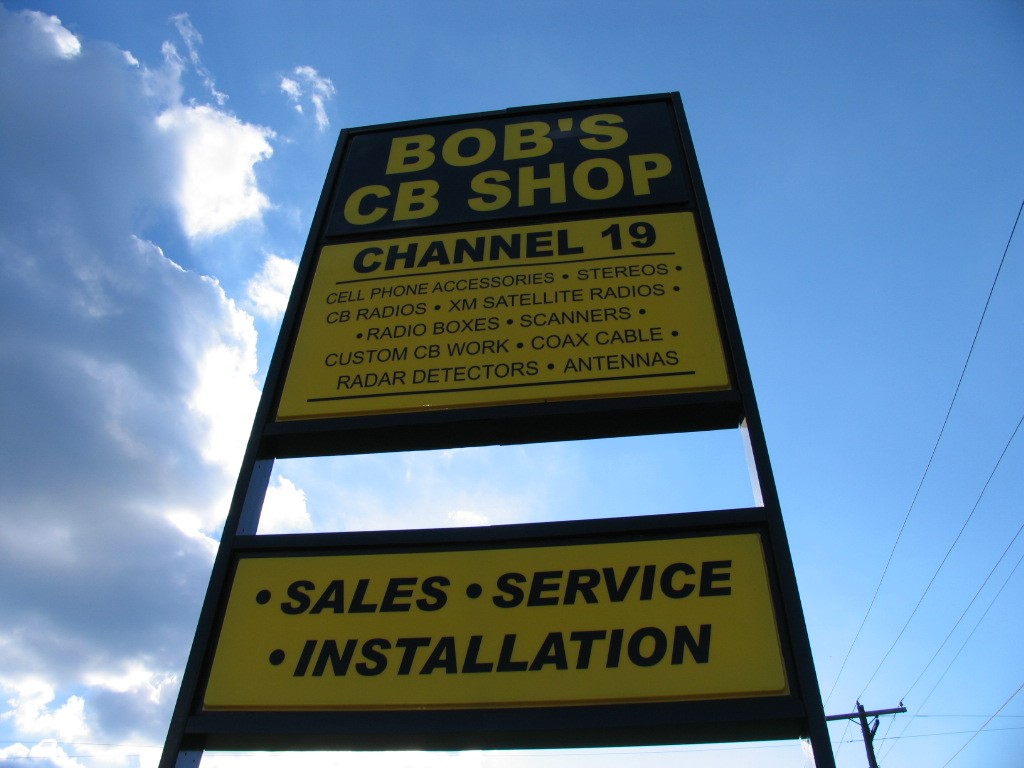 BOB'S
CB SHOP
CHANNEL 19
CELL PHONE ACCESSORIES • STEREOS •
CB RADIOS • XM SATELLITE RADIOS •
• RADIO BOXES • SCANNERS •
CUSTOM CB WORK • COAX CABLE •
RADAR DETECTORS • ANTENNAS
• SALES • SERVICE
• INSTALLATION